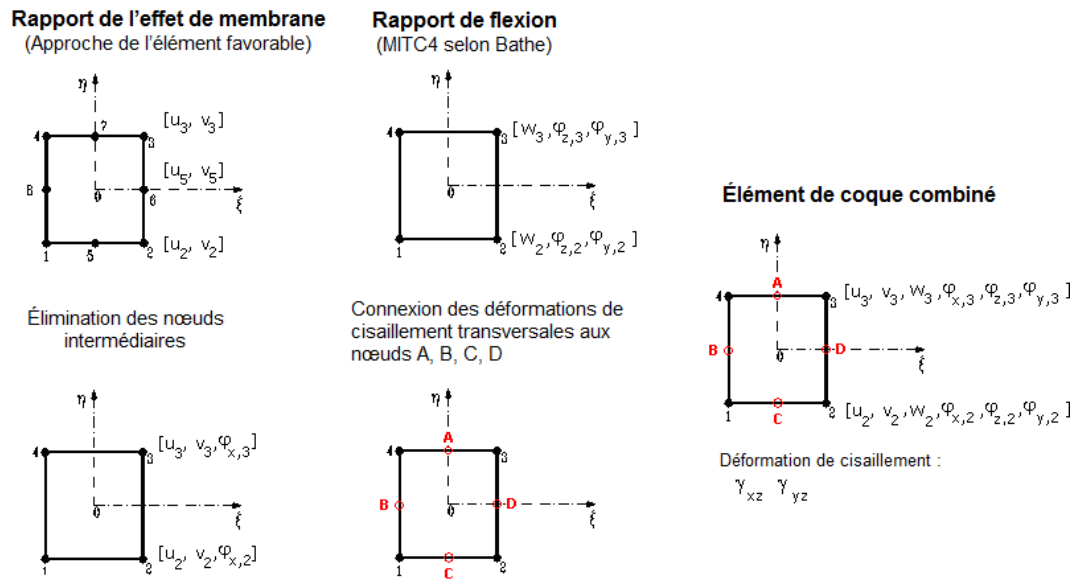 Rapport de l'effet de membrane
(Approche de l'élément favorable)
η
4
7
3
[u3, v3]
8
0
6
[u5, v5]
ξ
1
5
2
[u2, v2]
Élimination des nœuds
intermédiaires
η
4
3
[u3, v3,φx,3]
0
ξ
1
2
[u2, v2,φx,2]
Rapport de flexion
(MITC4 selon Bathe)
η
4
3
[w3,φz,3,φy,3]
0
ξ
1
2
[w2,φz,2,φy,2]
Connexion des déformations de
cisaillement transversales aux
nœuds A, B, C, D
η
4
A
3
B
0
D
ξ
1
C
2
Élément de coque combiné
η
4
A
3
[u3, v3, w3,φx,3,φz,3,φy,3]
B
0
D
ξ
1
C
2
[u2, v2, w2,φx,2,φz,2,φy,2]
Déformation de cisaillement :
γxz γyz